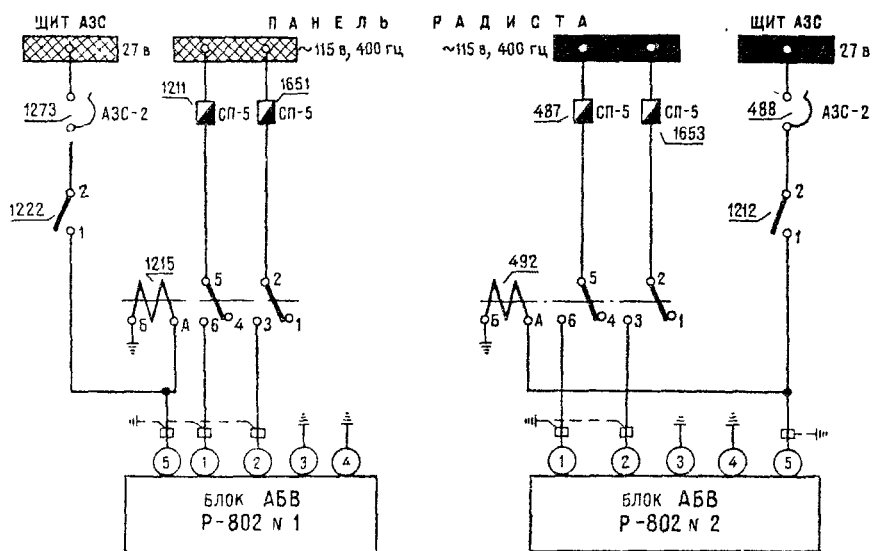 ЩИТ АЗС
ПАНЕЛЬ РАДИСТА
ЩИТ АЗС
27 В
~115 В, 400 ГЦ
~115 В, 400 ГЦ
27 В
1273
АЗС-2
1211
СП-5
1651
СП-5
487
СП-5
СП-5
1653
488
АЗС-2
1222
2
1
1212
2
1
1215
5
2
492
5
2
Б
А
6
4
3
1
Б
А
6
4
3
1
5
1
2
3
4
1
2
3
4
5
БЛОК АБВ
Р-802 N 1
БЛОК АБВ
Р-802 N 2